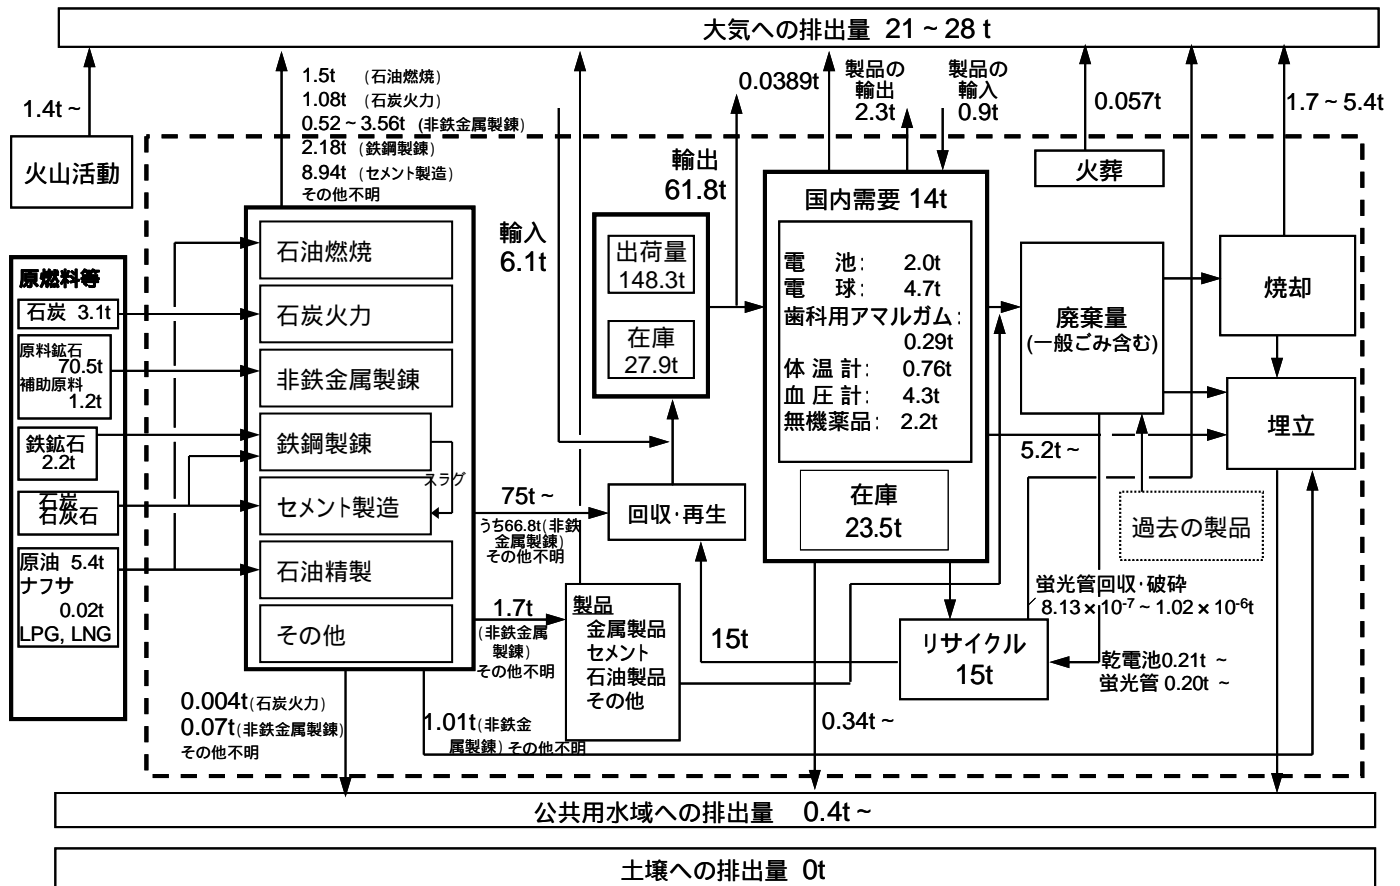 大気への排出量 21 ~ 28 t
1.4t ~
火山活動
1.5t (石油燃焼)
1.08t (石炭火力)
0.52 ~ 3.56t (非鉄金属製錬)
2.18t (鉄鋼製錬)
8.94t (セメント製造)
その他不明
輸入
6.1t
輸出
61.8t
0.0389t
製品の
輸出
2.3t
製品の
輸入
0.9t
0.057t
火葬
1.7 ~ 5.4t
原燃料等
石炭 3.1t
原料鉱石
70.5t
補助原料
1.2t
鉄鉱石
2.2t
石炭
石灰石
原油 5.4t
ナフサ
0.02t
LPG, LNG
石油燃焼
石炭火力
非鉄金属製錬
鉄鋼製錬
スラグ
セメント製造
石油精製
その他
出荷量
148.3t
在庫
27.9t
75t ~
うち66.8t(非鉄
金属製錬)
その他不明
回収・再生
1.7t
(非鉄金属
製錬)
その他不明
製品
金属製品
セメント
石油製品
その他
国内需要 14t
電 池: 2.0t
電 球: 4.7t
歯科用アマルガム:
0.29t
体 温 計: 0.76t
血 圧 計: 4.3t
無機薬品: 2.2t
在庫
23.5t
廃棄量
(一般ごみ含む)
焼却
埋立
5.2t ~
過去の製品
蛍光管回収・破砕
8.13×10-7 ~ 1.02×10-6t
リサイクル
15t
15t
乾電池0.21t ~
蛍光管 0.20t ~
0.004t(石炭火力)
0.07t(非鉄金属製錬)
その他不明
1.01t(非鉄金
属製錬) その他不明
0.34t ~
公共用水域への排出量 0.4t ~
土壌への排出量 0t